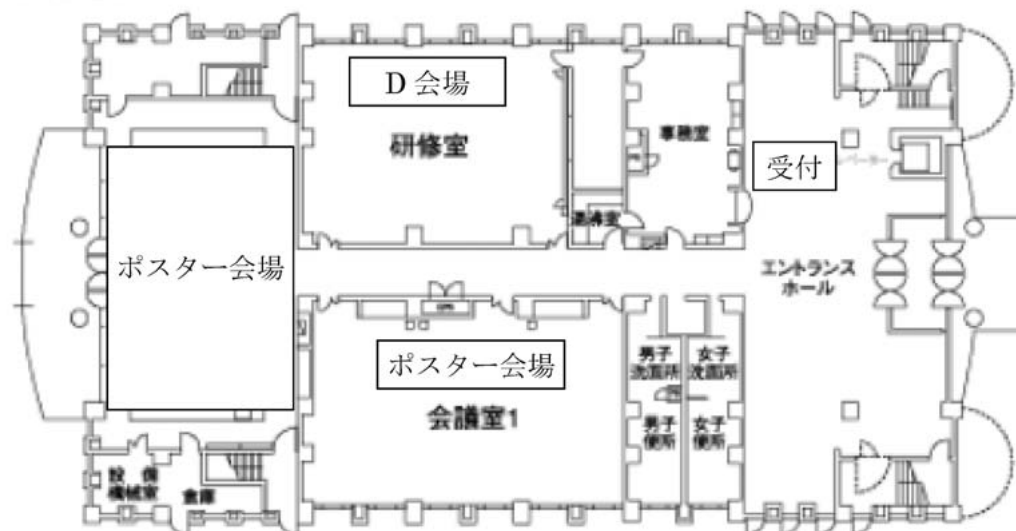 D 会場
研修室
事務室
受付
湯沸室
ポスター会場
エントランス
ホール
ポスター会場
会議室1
男子
洗面所
女子
洗面所
男子
便所
女子
便所
設備
機械室
倉庫